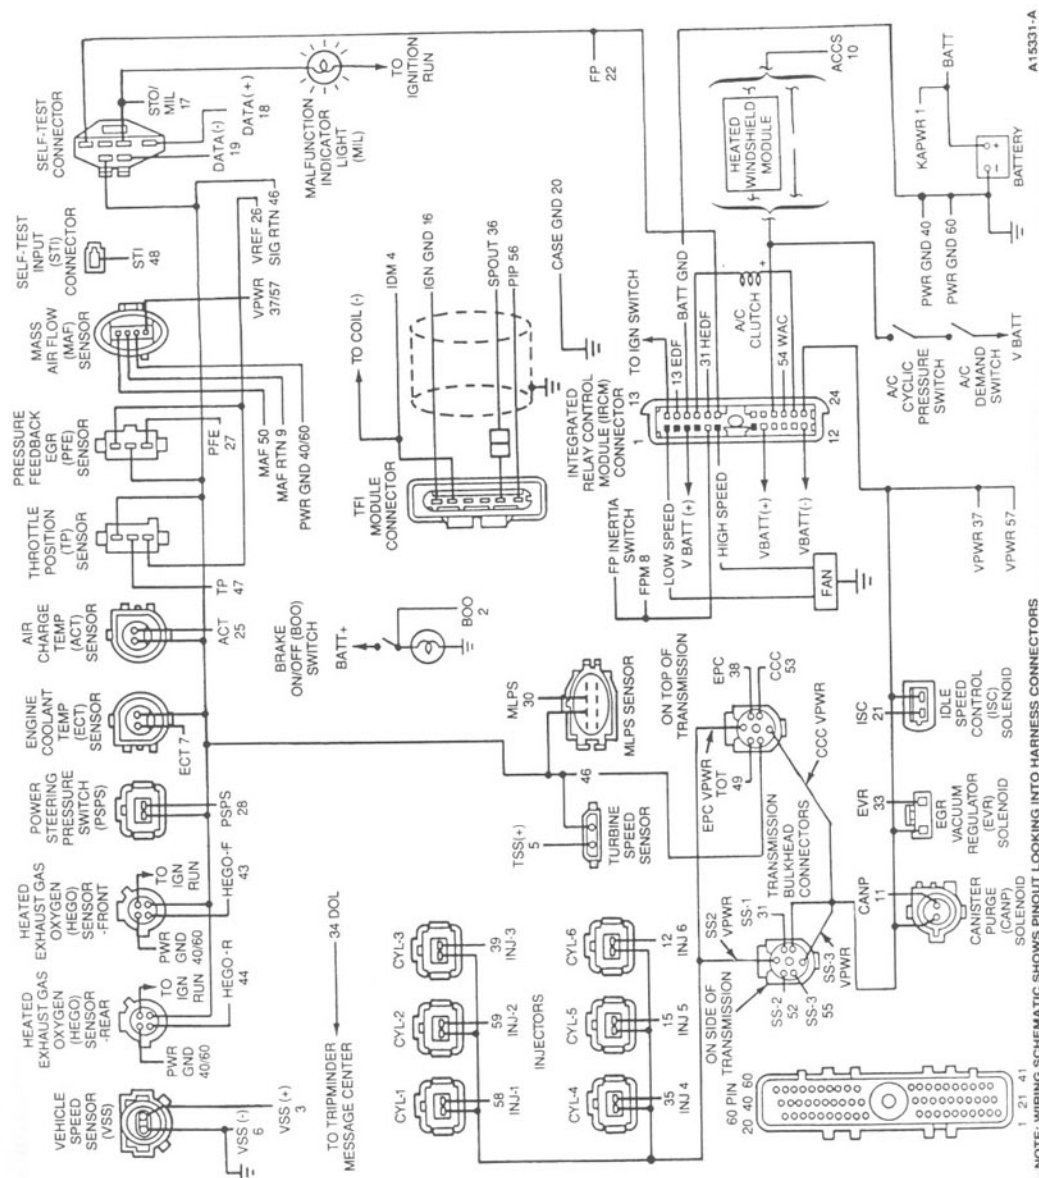 VEHICLE
SPEED
SENSOR
(VSS)
VSS (-)
6
VSS (+)
3
HEATED
EXHAUST GAS
OXYGEN
(HEGO)
SENSOR
-REAR
PWR
GND
40/60
TO
IGN
RUN
HEGO -R
44
HEATED
EXHAUST GAS
OXYGEN
(HEGO)
SENSOR
-FRONT
PWR
GND
40/60
TO
IGN
RUN
HEGO-F
43
POWER
STEERING
PRESSURE
SWITCH
(PSPS)
PSPS
28
ENGINE
COOLANT
TEMP
(ECT)
SENSOR
ECT 7
AIR
CHARGE
TEMP
(ACT)
SENSOR
ACT
25
THROTTLE
POSITION
(TP)
SENSOR
TP
47
PRESSURE
FEEDBACK
EGR
(PFE)
SENSOR
PFE
27
MASS
AIR FLOW
(MAF)
SENSOR
MAF 50
MAF RTN 9
PWR GND 40/60
VPWR
37/57
SELF-TEST
INPUT
(STI)
CONNECTOR
STI
48
VREF 26
SIG RTN 46
SELF-TEST
CONNECTOR
STO/
MIL
17
DATA (-)
19
DATA(+)
18
MALFUNCTION
INDICATOR
LIGHT
(MIL)
TO
IGNITION
RUN
TO TRIPMINDER
MESSAGE CENTER
34 DOL
BRAKE
ON/OFF (BOO)
SWITCH
BATT+
BOO
2
TFI
MODULE
CONNECTOR
TO COIL (-)
IDM 4
IGN GND 16
SPOUT 36
PIP 56
CASE GND 20
FP
22
CYL-1
58
INJ-1
CYL-2
59
INJ-2
CYL-3
39
INJ-3
INJECTORS
CYL-4
35
INJ 4
CYL-5
15
INJ 5
CYL-6
12
INJ 6
TSS(+)
5
TURBINE
SPEED
SENSOR
46
MLPS
30
MLPS SENSOR
ON TOP OF
TRANSMISSION
EPC
38
CCC
53
EPC VPWR
TOT
49
CCC VPWR
TRANSMISSION
BULKHEAD
CONNECTORS
ON SIDE OF
TRANSMISSION
SS2
VPWR
SS-1
31
SS-2
52
SS-3
55
SS-3
VPWR
FP INERTIA
SWITCH
FPM 8
LOW SPEED
V BATT (+)
HIGH SPEED
VBATT(+)
VBATT(-)
FAN
INTEGRATED
RELAY CONTROL
MODULE (IRCM)
CONNECTOR
1
13
12
24
TO IGN SWITCH
13 EDF
BATT GND
31 HEDF
A/C
CLUTCH
+
54 WAC
HEATED
WINDSHIELD
MODULE
ACCS
10
A/C
CYCLIC
PRESSURE
SWITCH
A/C
DEMAND
SWITCH
V BATT
PWR GND 40
PWR GND 60
KAPWR 1
BATT
BATTERY
+
-
VPWR 37
VPWR 57
60 PIN
20 40 60
1 21 41
CANP
11
CANISTER
PURGE
(CANP)
SOLENOID
EVR
33
EGR
VACUUM
REGULATOR
(EVR)
SOLENOID
ISC
21
IDLE
SPEED
CONTROL
(ISC)
SOLENOID
NOTE: WIRING SCHEMATIC SHOWS PINOUT LOOKING INTO HARNESS CONNECTORS
A15331-A